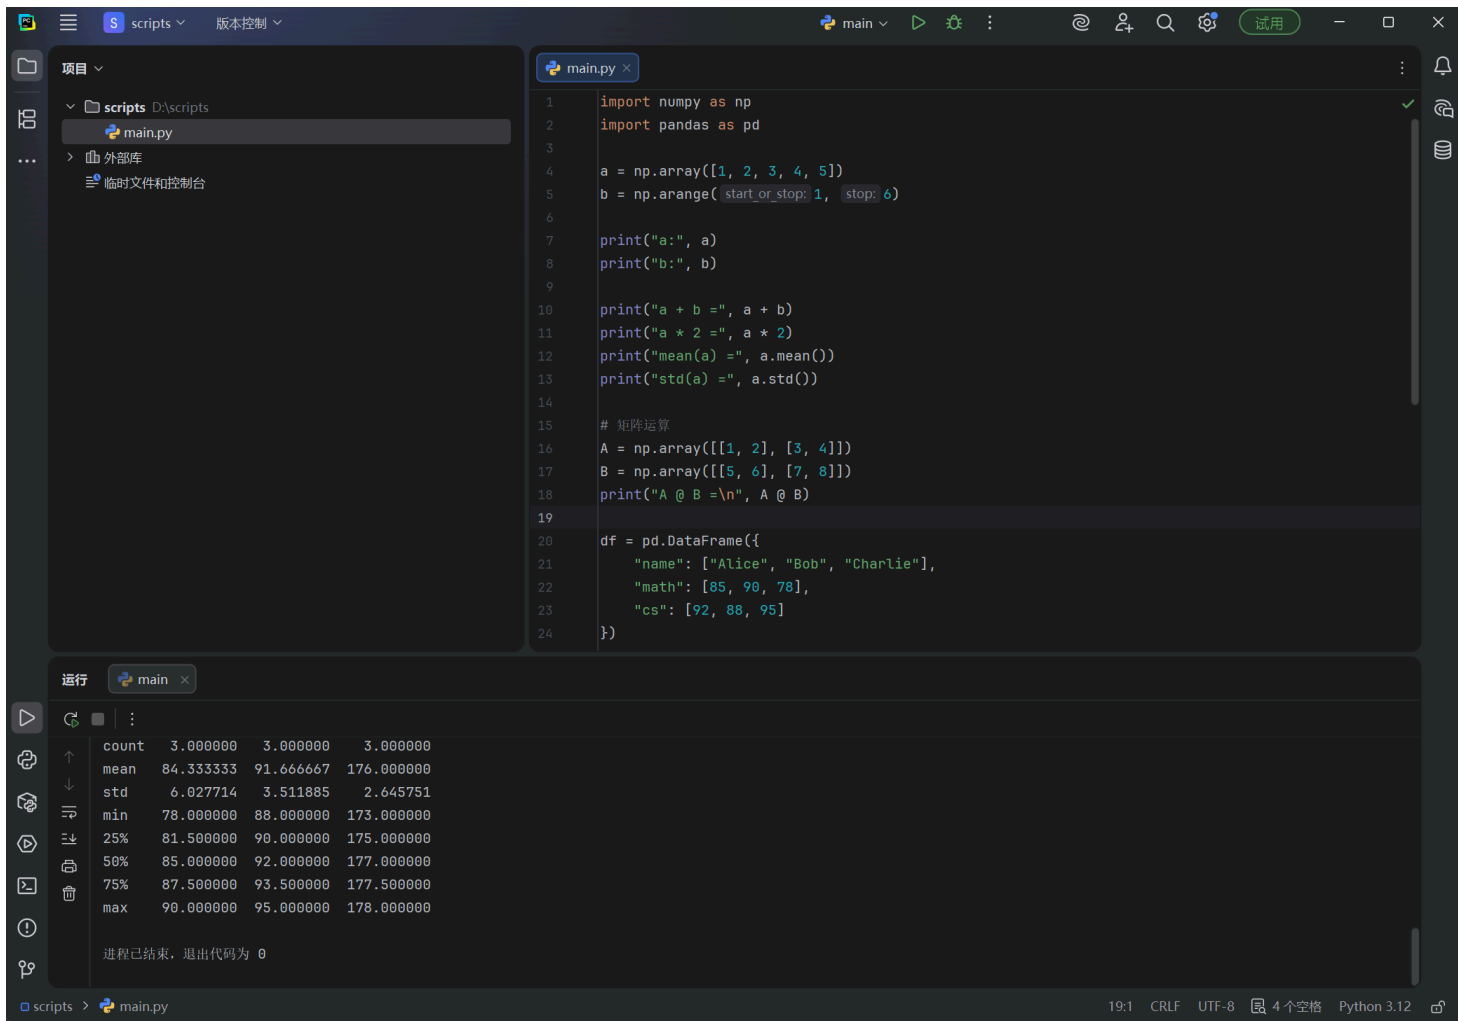 S scripts 版本控制 main 试用
项目
scripts D:\scripts
main.py
外部库
临时文件和控制台
main.py
1 import numpy as np
2 import pandas as pd
3
4 a = np.array([1, 2, 3, 4, 5])
5 b = np.arange( start_or_stop: 1, stop: 6)
6
7 print("a:", a)
8 print("b:", b)
9
10 print("a + b =", a + b)
11 print("a * 2 =", a * 2)
12 print("mean(a) =", a.mean())
13 print("std(a) =", a.std())
14
15 # 矩阵运算
16 A = np.array([[1, 2], [3, 4]])
17 B = np.array([[5, 6], [7, 8]])
18 print("A @ B =\n", A @ B)
19
20 df = pd.DataFrame({
21 "name": ["Alice", "Bob", "Charlie"],
22 "math": [85, 90, 78],
23 "cs": [92, 88, 95]
24 })
运行 main
count 3.000000 3.000000 3.000000
mean 84.333333 91.666667 176.000000
std 6.027714 3.511885 2.645751
min 78.000000 88.000000 173.000000
25% 81.500000 90.000000 175.000000
50% 85.000000 92.000000 177.000000
75% 87.500000 93.500000 177.500000
max 90.000000 95.000000 178.000000
进程已结束，退出代码为 0
scripts > main.py 19:1 CRLF UTF-8 4 个空格 Python 3.12